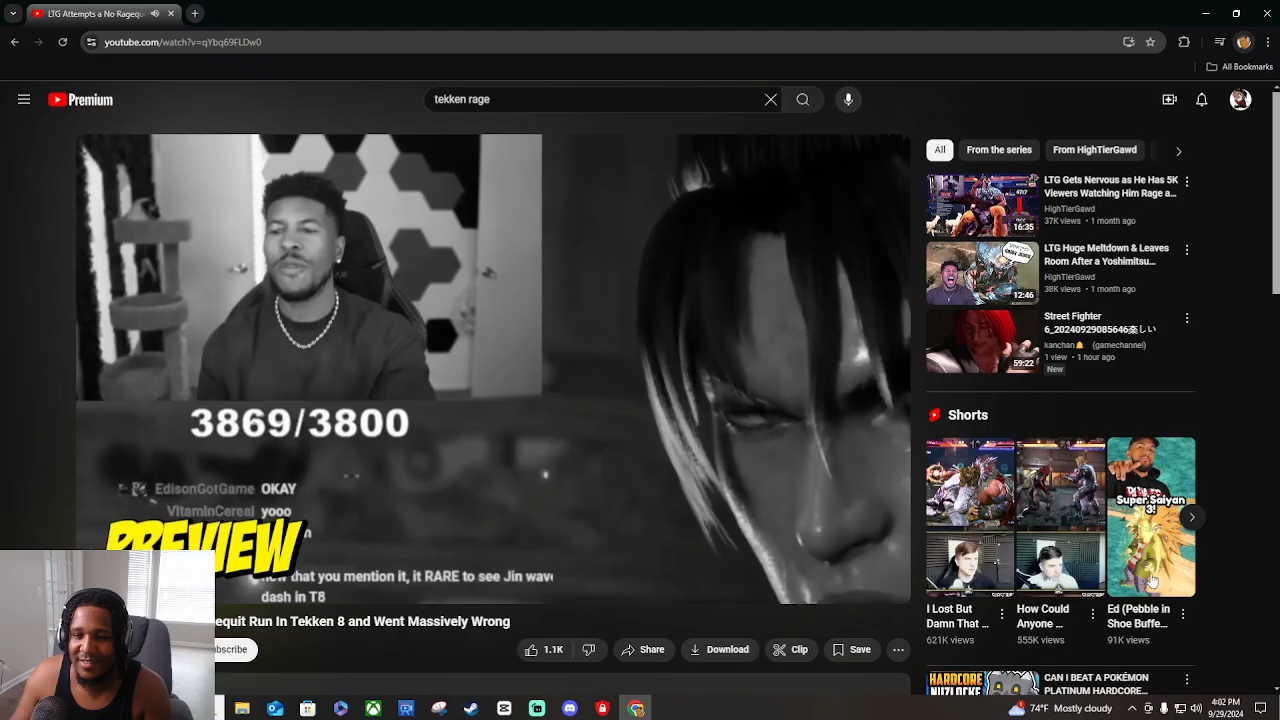 LTG Attempts a No Ragequ
youtube.com/watch?v=qYbq69FLDw0
All Bookmarks
Premium
tekken rage
3869/3800
EdisonGotGame OKAY
VItaminCereal yooo
PREVIEW
that you mention it, it RARE to see Jin wave
dash in T8
equit Run In Tekken 8 and Went Massively Wrong
bscribe
1.1K
Share
Download
Clip
Save
All
From the series
From HighTierGawd
LTG Gets Nervous as He Has 5K
Viewers Watching Him Rage a...
HighTierGawd
37K views • 1 month ago
16:35
LTG Huge Meltdown & Leaves
Room After a Yoshimitsu...
HighTierGawd
38K views • 1 month ago
12:46
Street Fighter
6_20240929085646楽しい
kanchan🔔 (gamechannel)
1 view • 1 hour ago
New
59:22
Shorts
Super Saiyan
3!
I Lost But
Damn That ...
621K views
How Could
Anyone ...
555K views
Ed (Pebble in
Shoe Buffe...
91K views
HARDCORE
NUZLOCKE
CAN I BEAT A POKÉMON
PLATINUM HARDCORE...
74°F Mostly cloudy
4:02 PM
9/29/2024